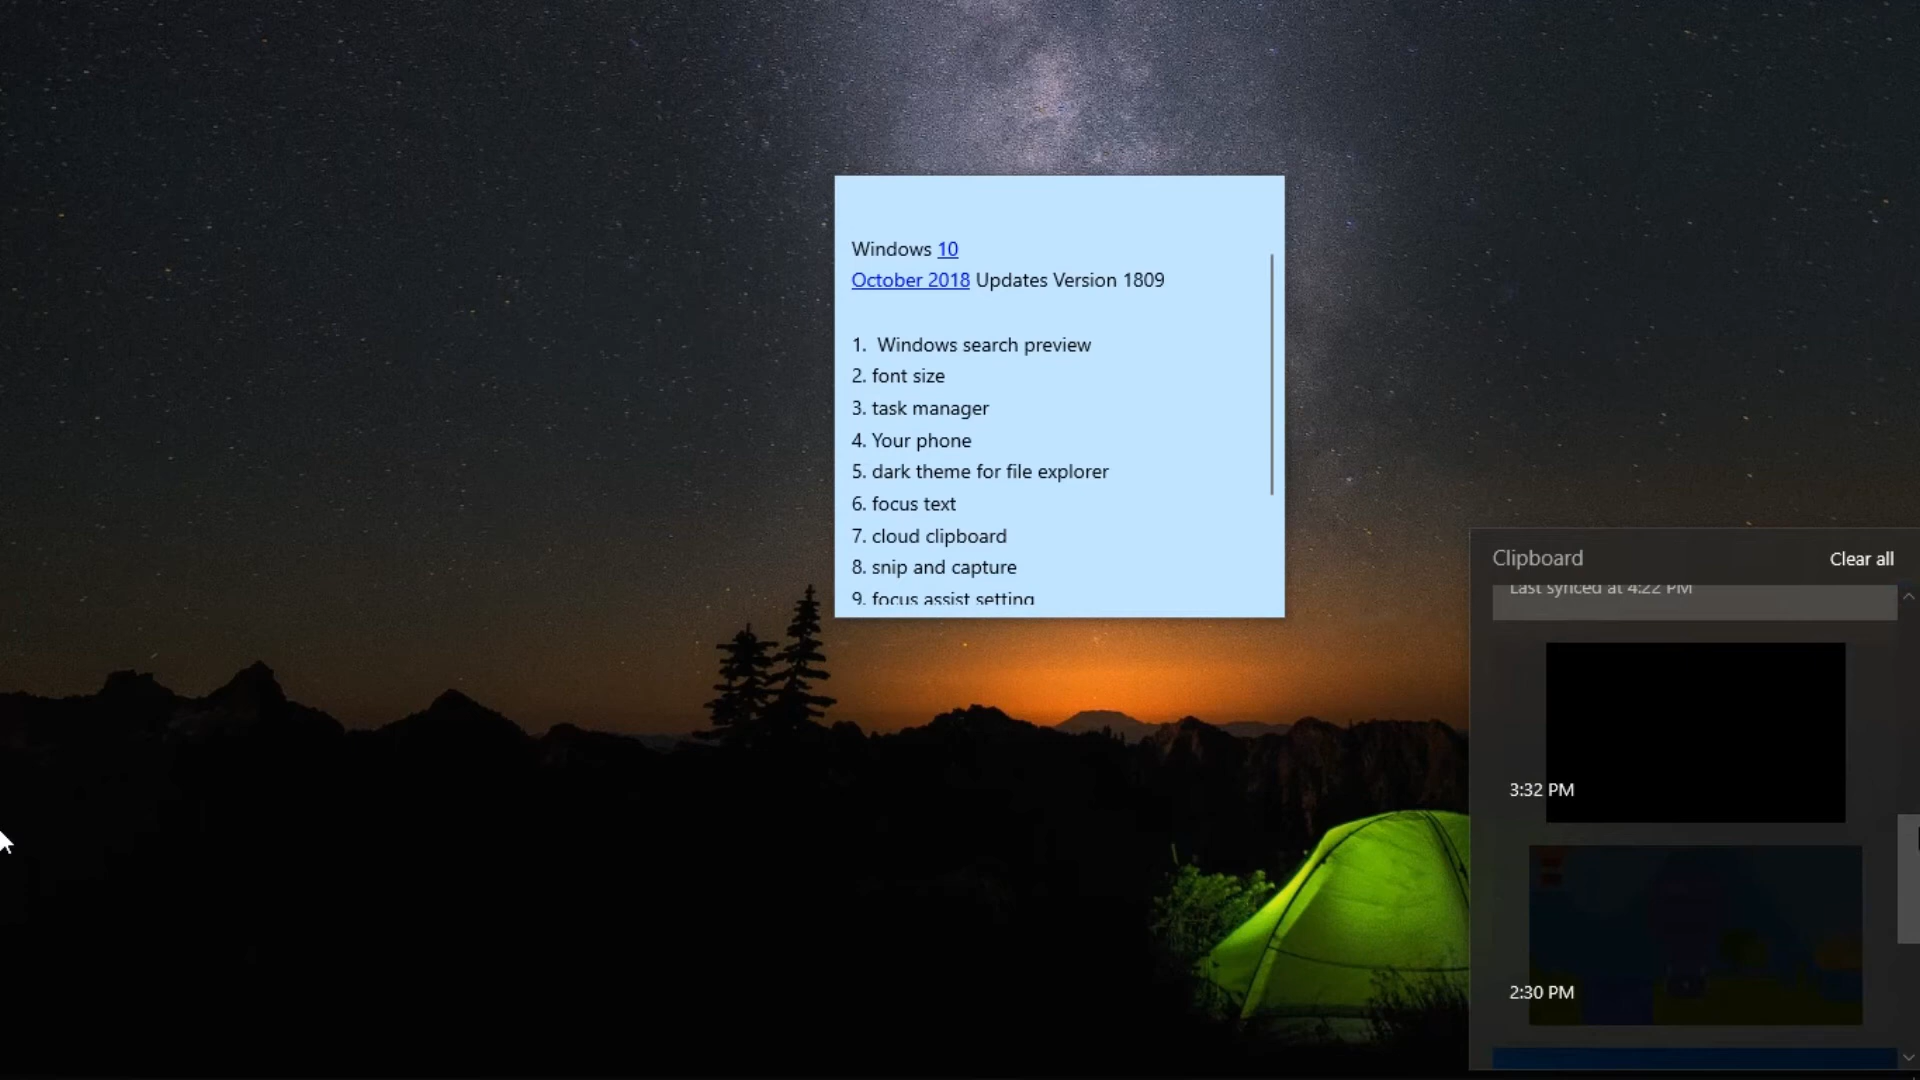 Windows 10
October 2018 Updates Version 1809
1. Windows search preview
2. font size
3. task manager
4. Your phone
5. dark theme for file explorer
6. focus text
7. cloud clipboard
8. snip and capture
9. focus assist setting
Clipboard
Clear all
Last synced at 4:22 PM
3:32 PM
2:30 PM